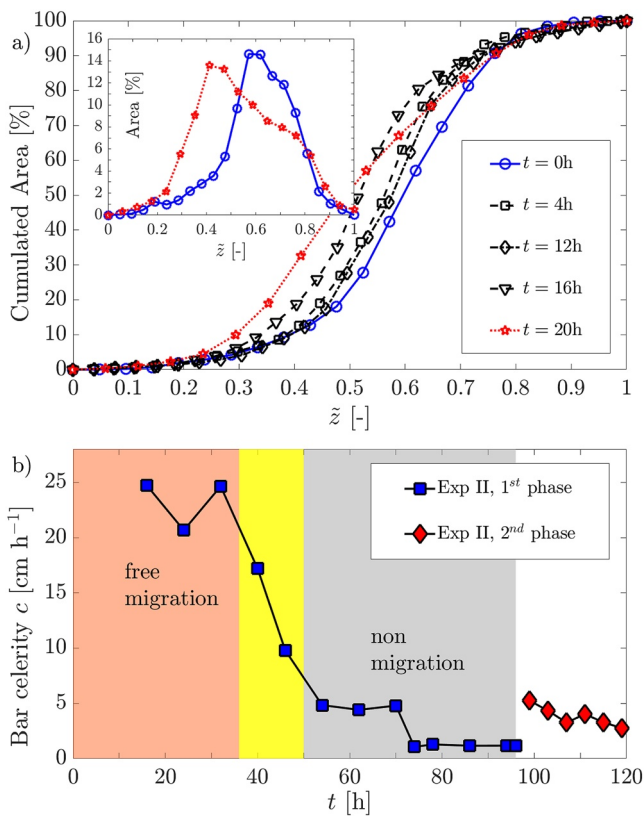 a)
Cumulated Area [%]
100
90
80
70
60
50
40
30
20
10
0
0 0.1 0.2 0.3 0.4 0.5 0.6 0.7 0.8 0.9 1
z̃ [-]
Area [%]
16
14
12
10
8
6
4
2
0
0 0.2 0.4 0.6 0.8 1
z̃ [-]
t = 0h
t = 4h
t = 12h
t = 16h
t = 20h
b)
Bar celerity c [cm h⁻¹]
25
20
15
10
5
0
0 20 40 60 80 100 120
t [h]
free
migration
non
migration
Exp II, 1st phase
Exp II, 2nd phase